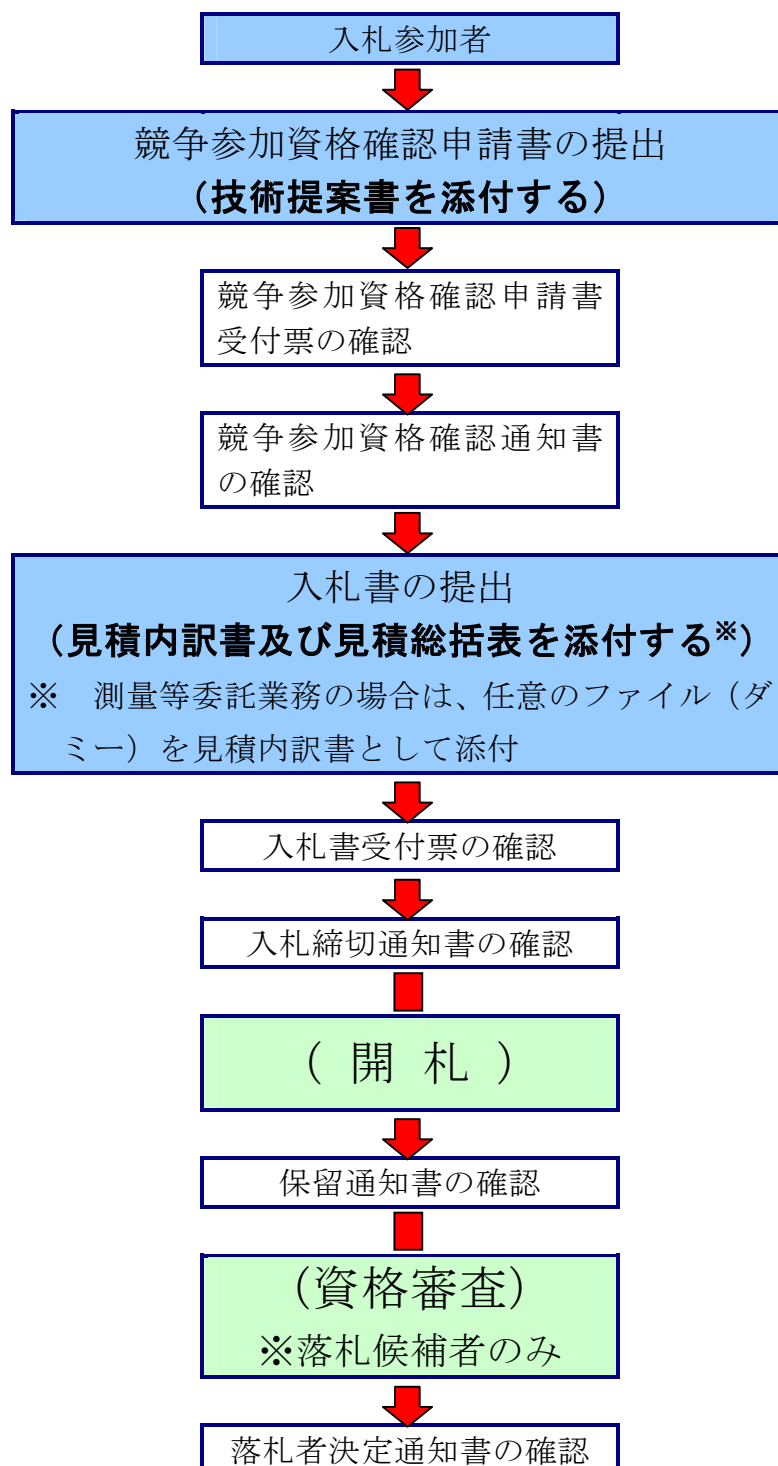 入札参加者
競争参加資格確認申請書の提出
（技術提案書を添付する）
競争参加資格確認申請書
受付票の確認
競争参加資格確認通知書
の確認
入札書の提出
（見積内訳書及び見積総括表を添付する※）
※　測量等委託業務の場合は、任意のファイル（ダ
ミー）を見積内訳書として添付
入札書受付票の確認
入札締切通知書の確認
（ 開 札 ）
保留通知書の確認
（資格審査）
※落札候補者のみ
落札者決定通知書の確認